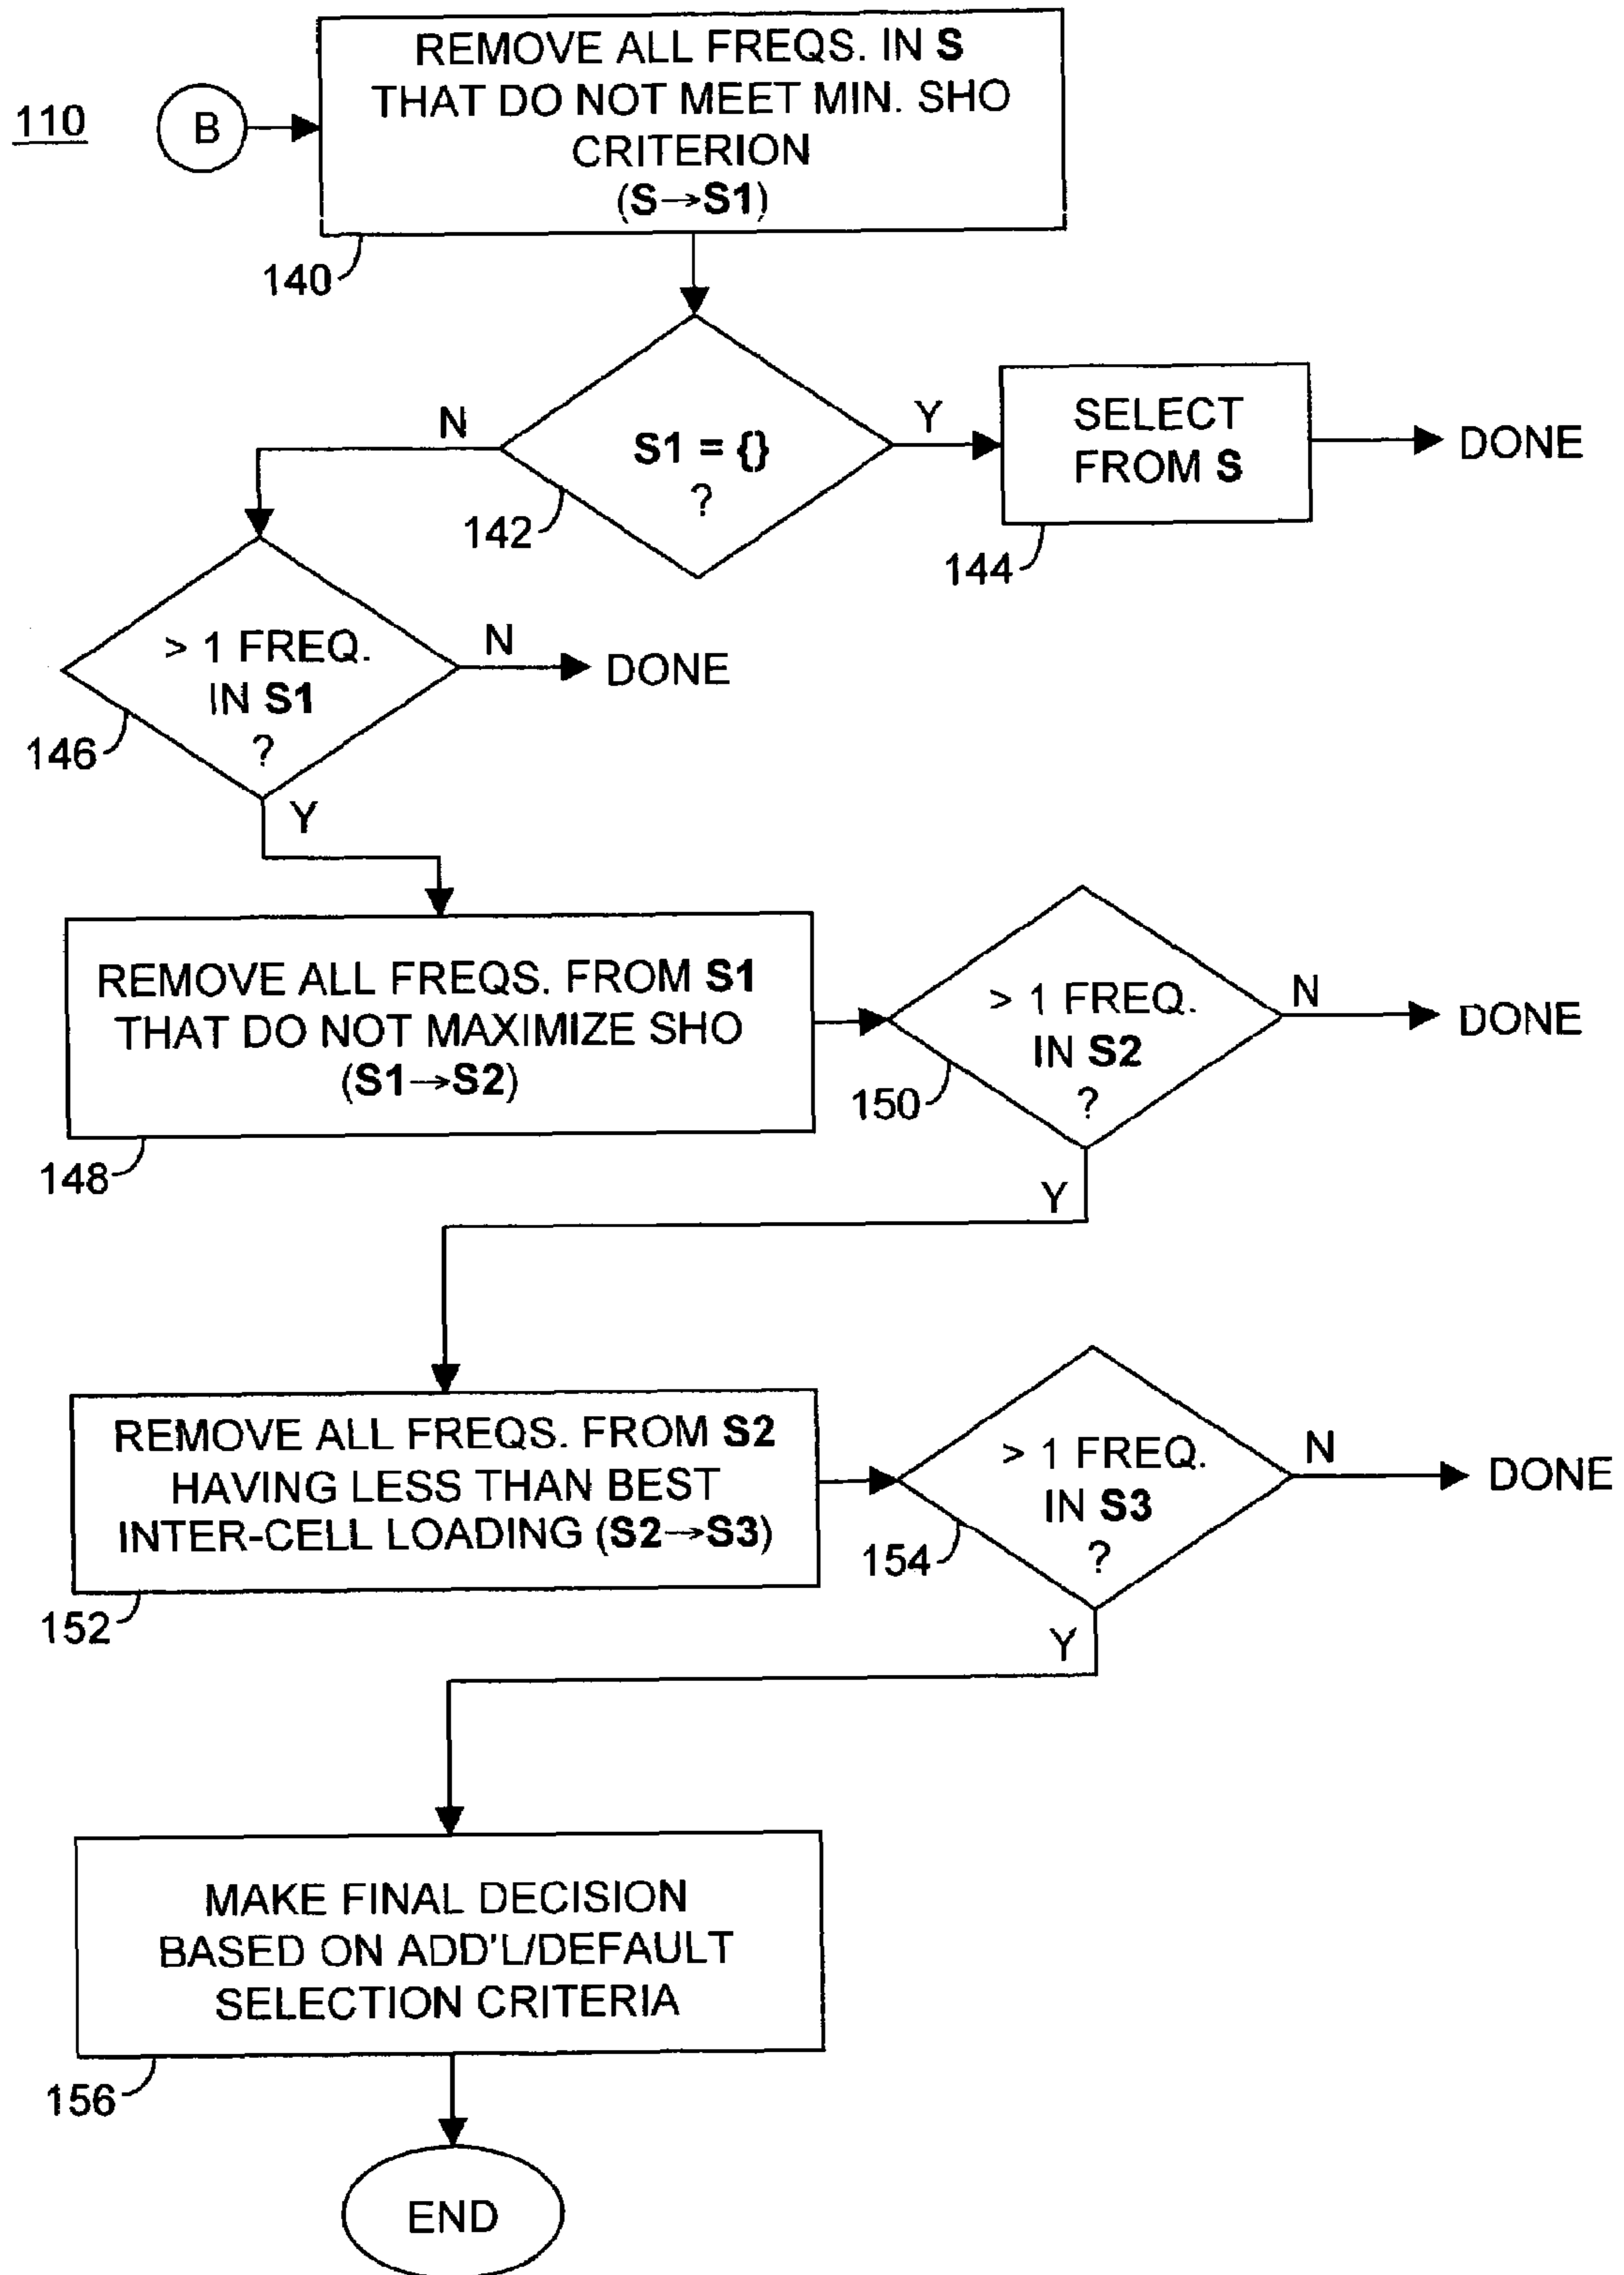 REMOVE ALL FREQS. IN S
THAT DO NOT MEET MIN. SHO
CRITERION
(S→S1)
110
B
140
S1 = {}
?
N
Y
142
SELECT
FROM S
144
DONE
> 1 FREQ.
IN S1
?
N
DONE
146
Y
REMOVE ALL FREQS. FROM S1
THAT DO NOT MAXIMIZE SHO
(S1→S2)
148
> 1 FREQ.
IN S2
?
N
DONE
150
Y
REMOVE ALL FREQS. FROM S2
HAVING LESS THAN BEST
INTER-CELL LOADING (S2→S3)
152
> 1 FREQ.
IN S3
?
N
DONE
154
Y
MAKE FINAL DECISION
BASED ON ADD'L/DEFAULT
SELECTION CRITERIA
156
END